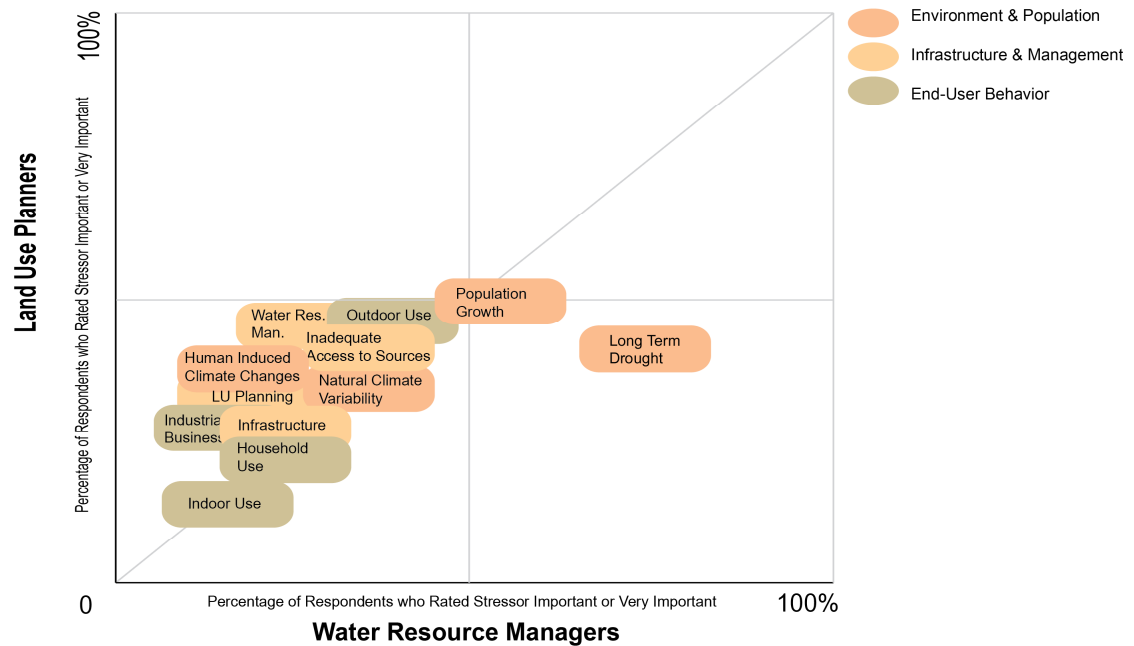 100%
Environment & Population
Infrastructure & Management
End-User Behavior
Land Use Planners
Percentage of Respondents who Rated Stressor Important or Very Important
Population
Growth
Water Res.
Man.
Outdoor Use
Inadequate
Access to Sources
Long Term
Drought
Human Induced
Climate Changes
Natural Climate
Variability
LU Planning
Industria
Business
Infrastructure
Household
Use
Indoor Use
0
Percentage of Respondents who Rated Stressor Important or Very Important
100%
Water Resource Managers